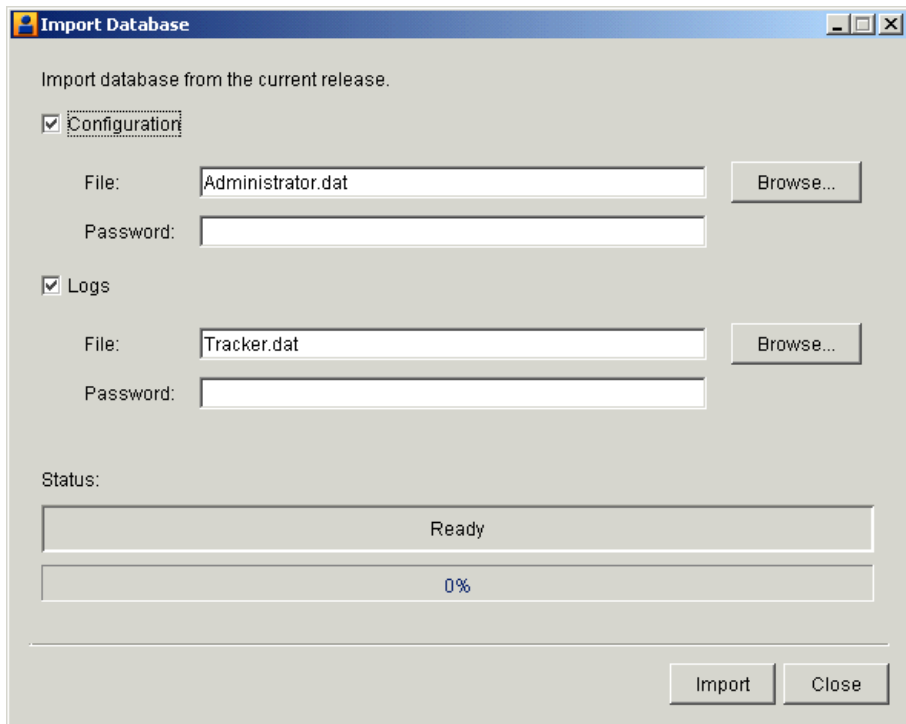 Import Database
Import database from the current release.
Configuration
File: Administrator.dat Browse...
Password:
Logs
File: Tracker.dat Browse...
Password:
Status:
Ready
0%
Import Close